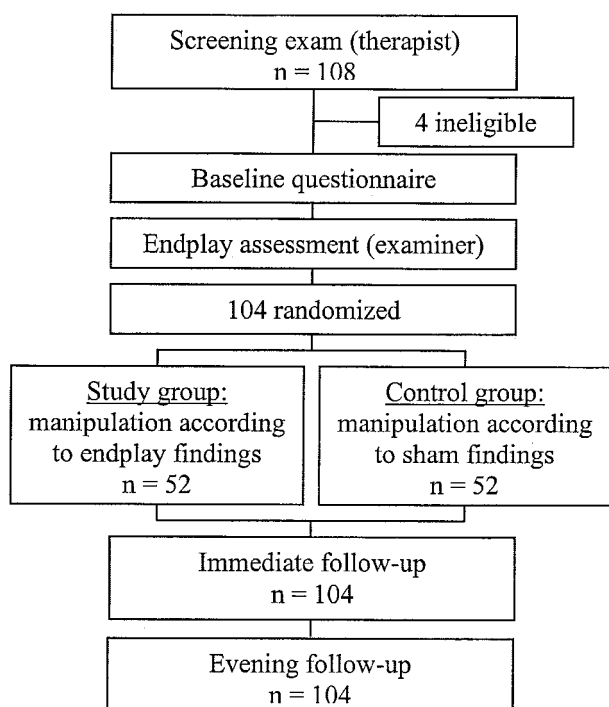 Screening exam (therapist)
n = 108
4 ineligible
Baseline questionnaire
Endplay assessment (examiner)
104 randomized
Study group:
manipulation according
to endplay findings
n = 52
Control group:
manipulation according
to sham findings
n = 52
Immediate follow-up
n = 104
Evening follow-up
n = 104